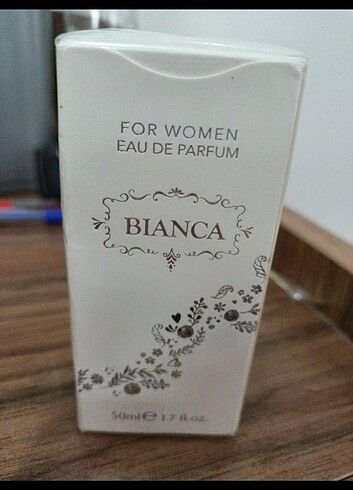 FOR WOMEN
EAU DE PARFUM
BIANCA
50ml ℮ 1.7 fl.oz.